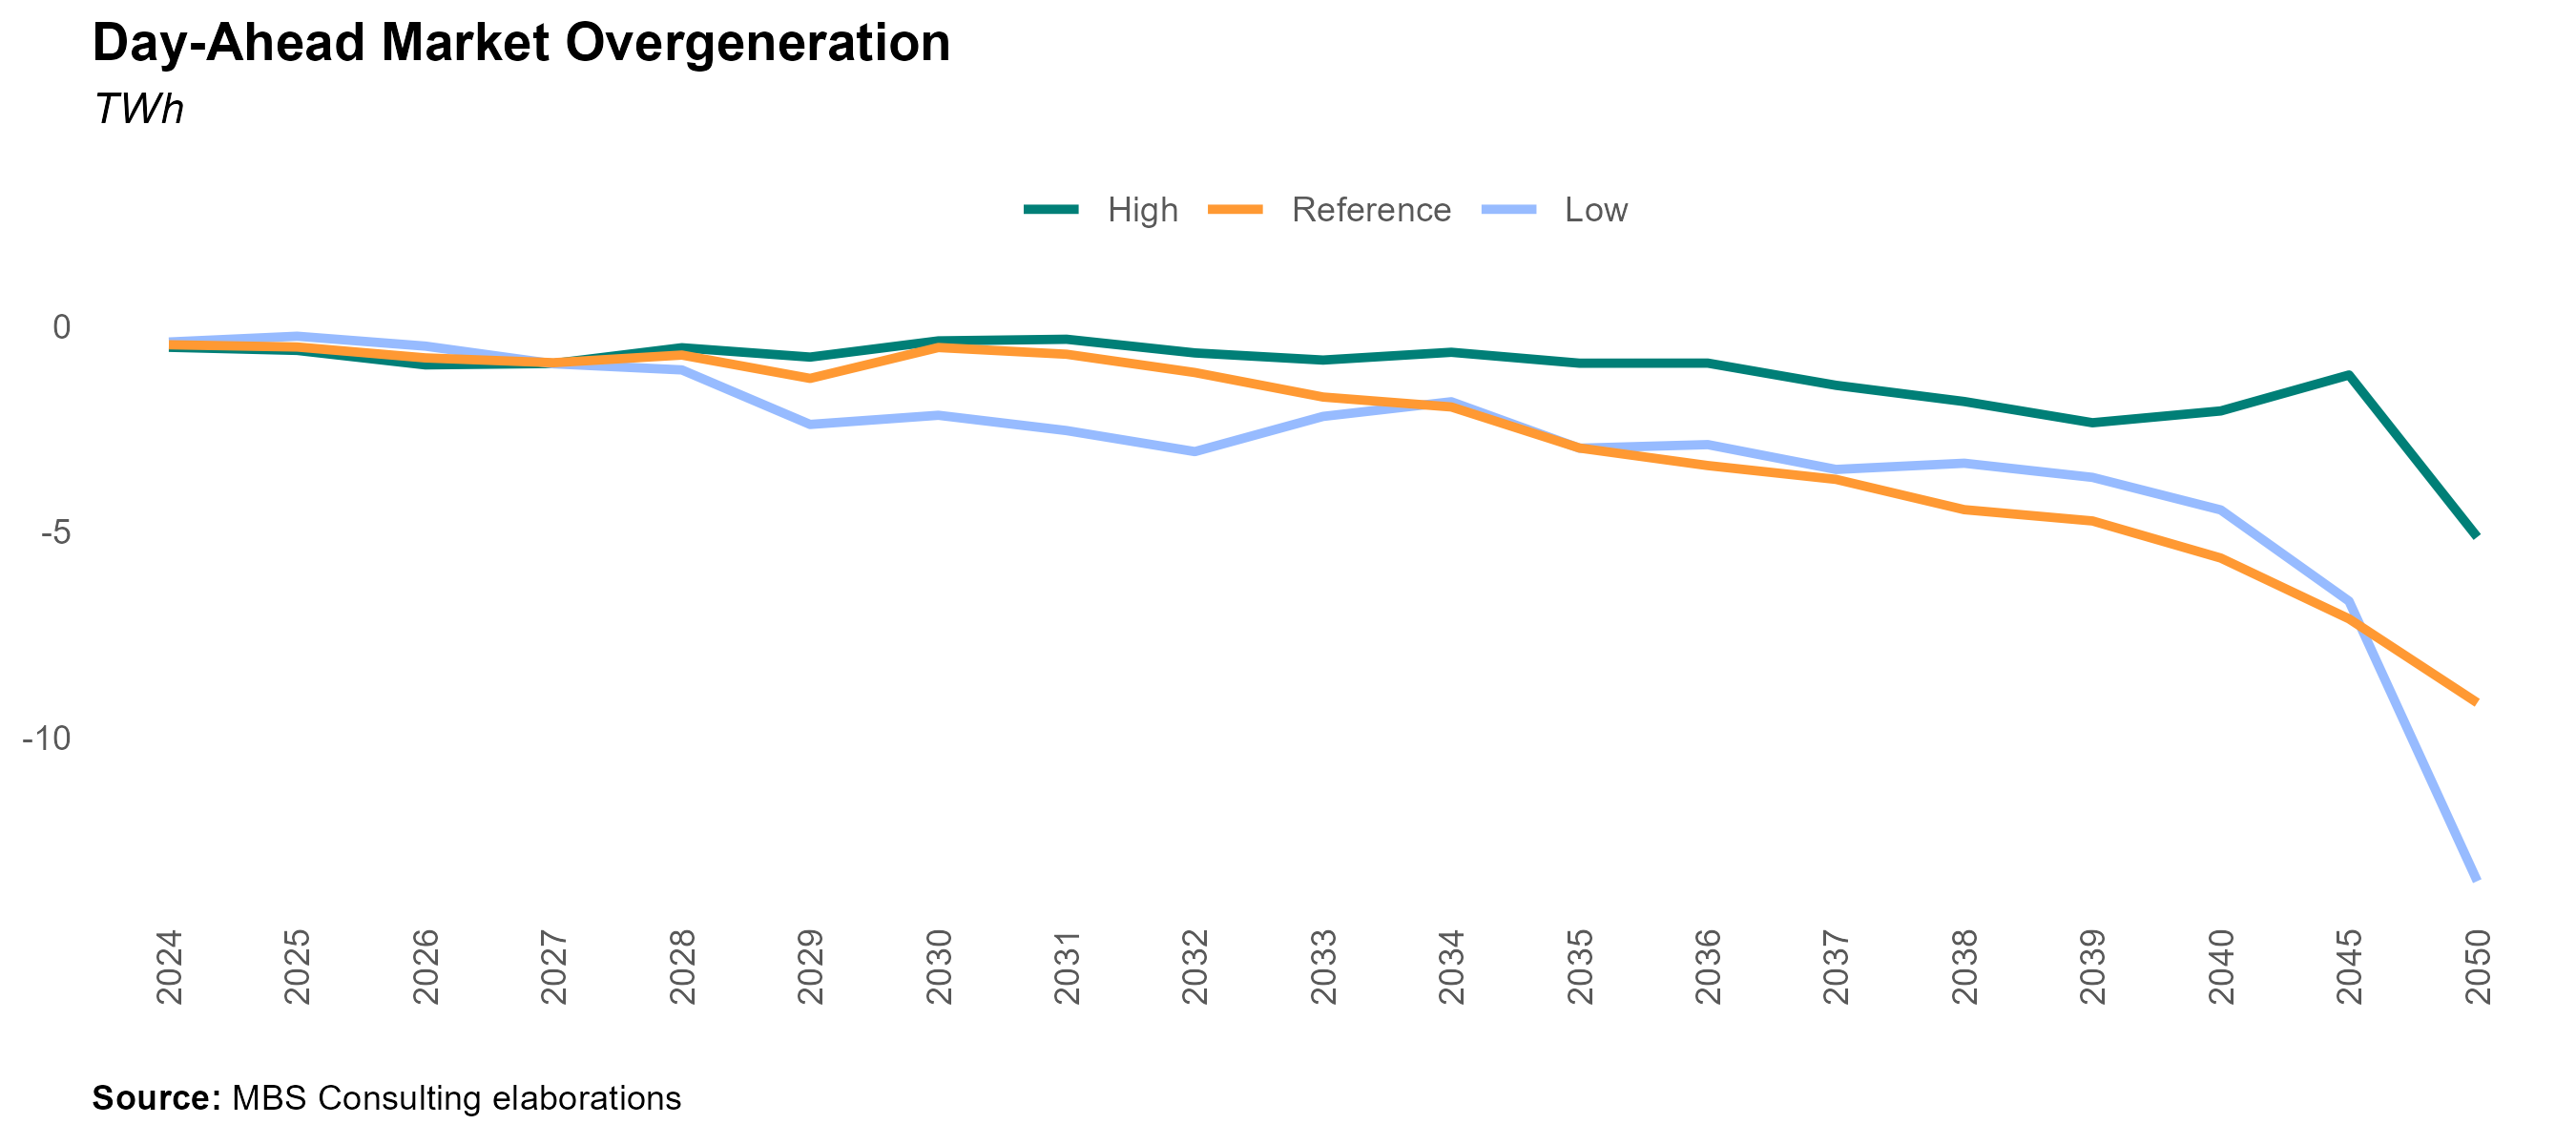 Day-Ahead Market Overgeneration
TWh
High Reference Low
0
-5
-10
2024 2025 2026 2027 2028 2029 2030 2031 2032 2033 2034 2035 2036 2037 2038 2039 2040 2045 2050
Source: MBS Consulting elaborations